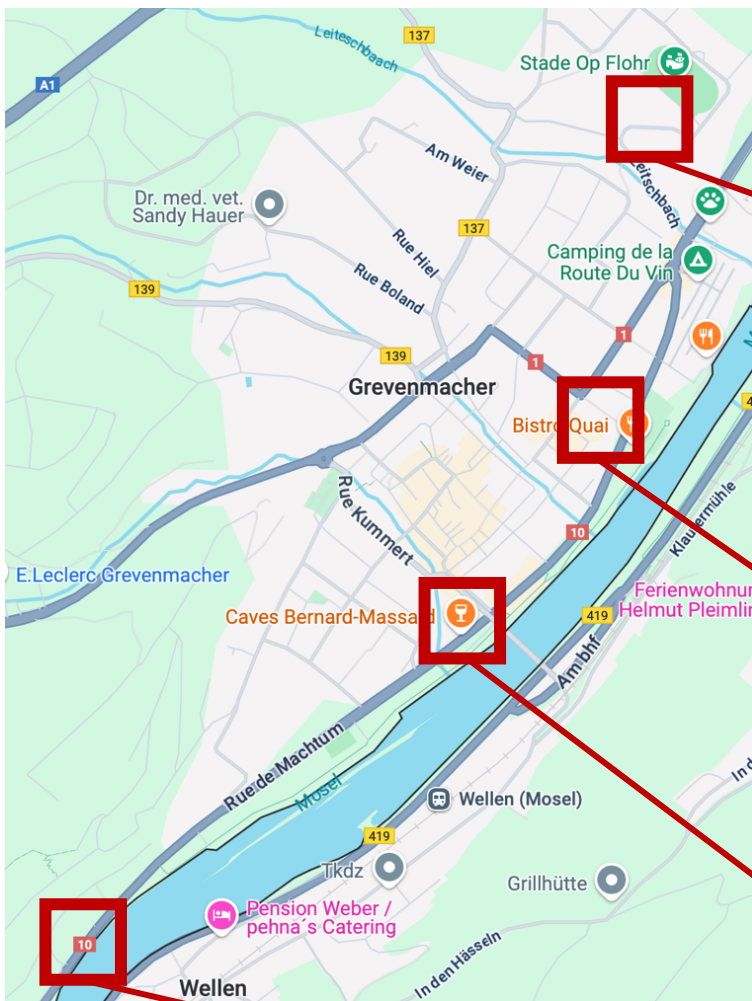 Leiteschbaach
137
Stade Op Flohr
A1
Am Weier
Leitschbach
Dr. med. vet.
Sandy Hauer
Rue Hiel
137
Camping de la
Route Du Vin
Rue Boland
139
139
1
1
Grevenmacher
Bistro Quai
Rue Kummert
10
Klautermühle
E.Leclerc Grevenmacher
Ferienwohnun
Helmut Pleimlin
419
Caves Bernard-Massard
Am bhf
Rue de Machtum
Mosel
Wellen (Mosel)
419
Tkdz
Grillhütte
Pension Weber /
pehna´s Catering
10
In den Hässeln
Wellen